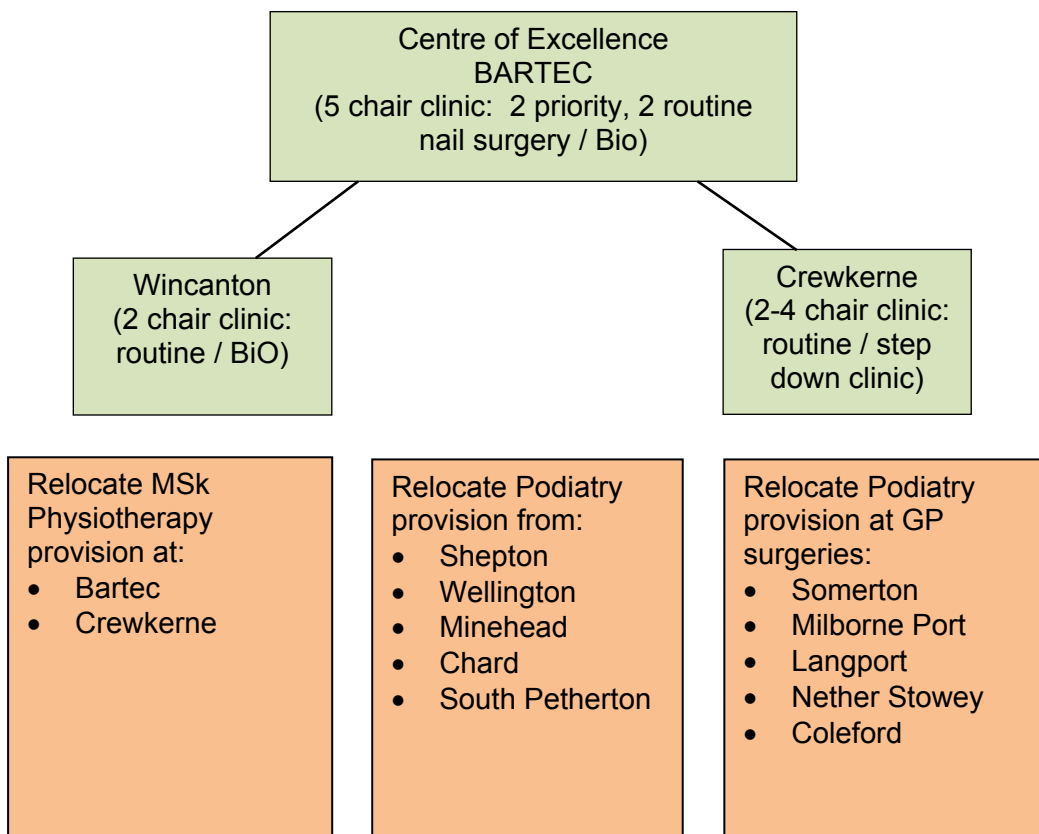 Centre of Excellence
BARTEC
(5 chair clinic:  2 priority, 2 routine
nail surgery / Bio)
Wincanton
(2 chair clinic:
routine / BiO)
Crewkerne
(2-4 chair clinic:
routine / step
down clinic)
Relocate MSk
Physiotherapy
provision at:
• Bartec
• Crewkerne
Relocate Podiatry
provision from:
• Shepton
• Wellington
• Minehead
• Chard
• South Petherton
Relocate Podiatry
provision at GP
surgeries:
• Somerton
• Milborne Port
• Langport
• Nether Stowey
• Coleford